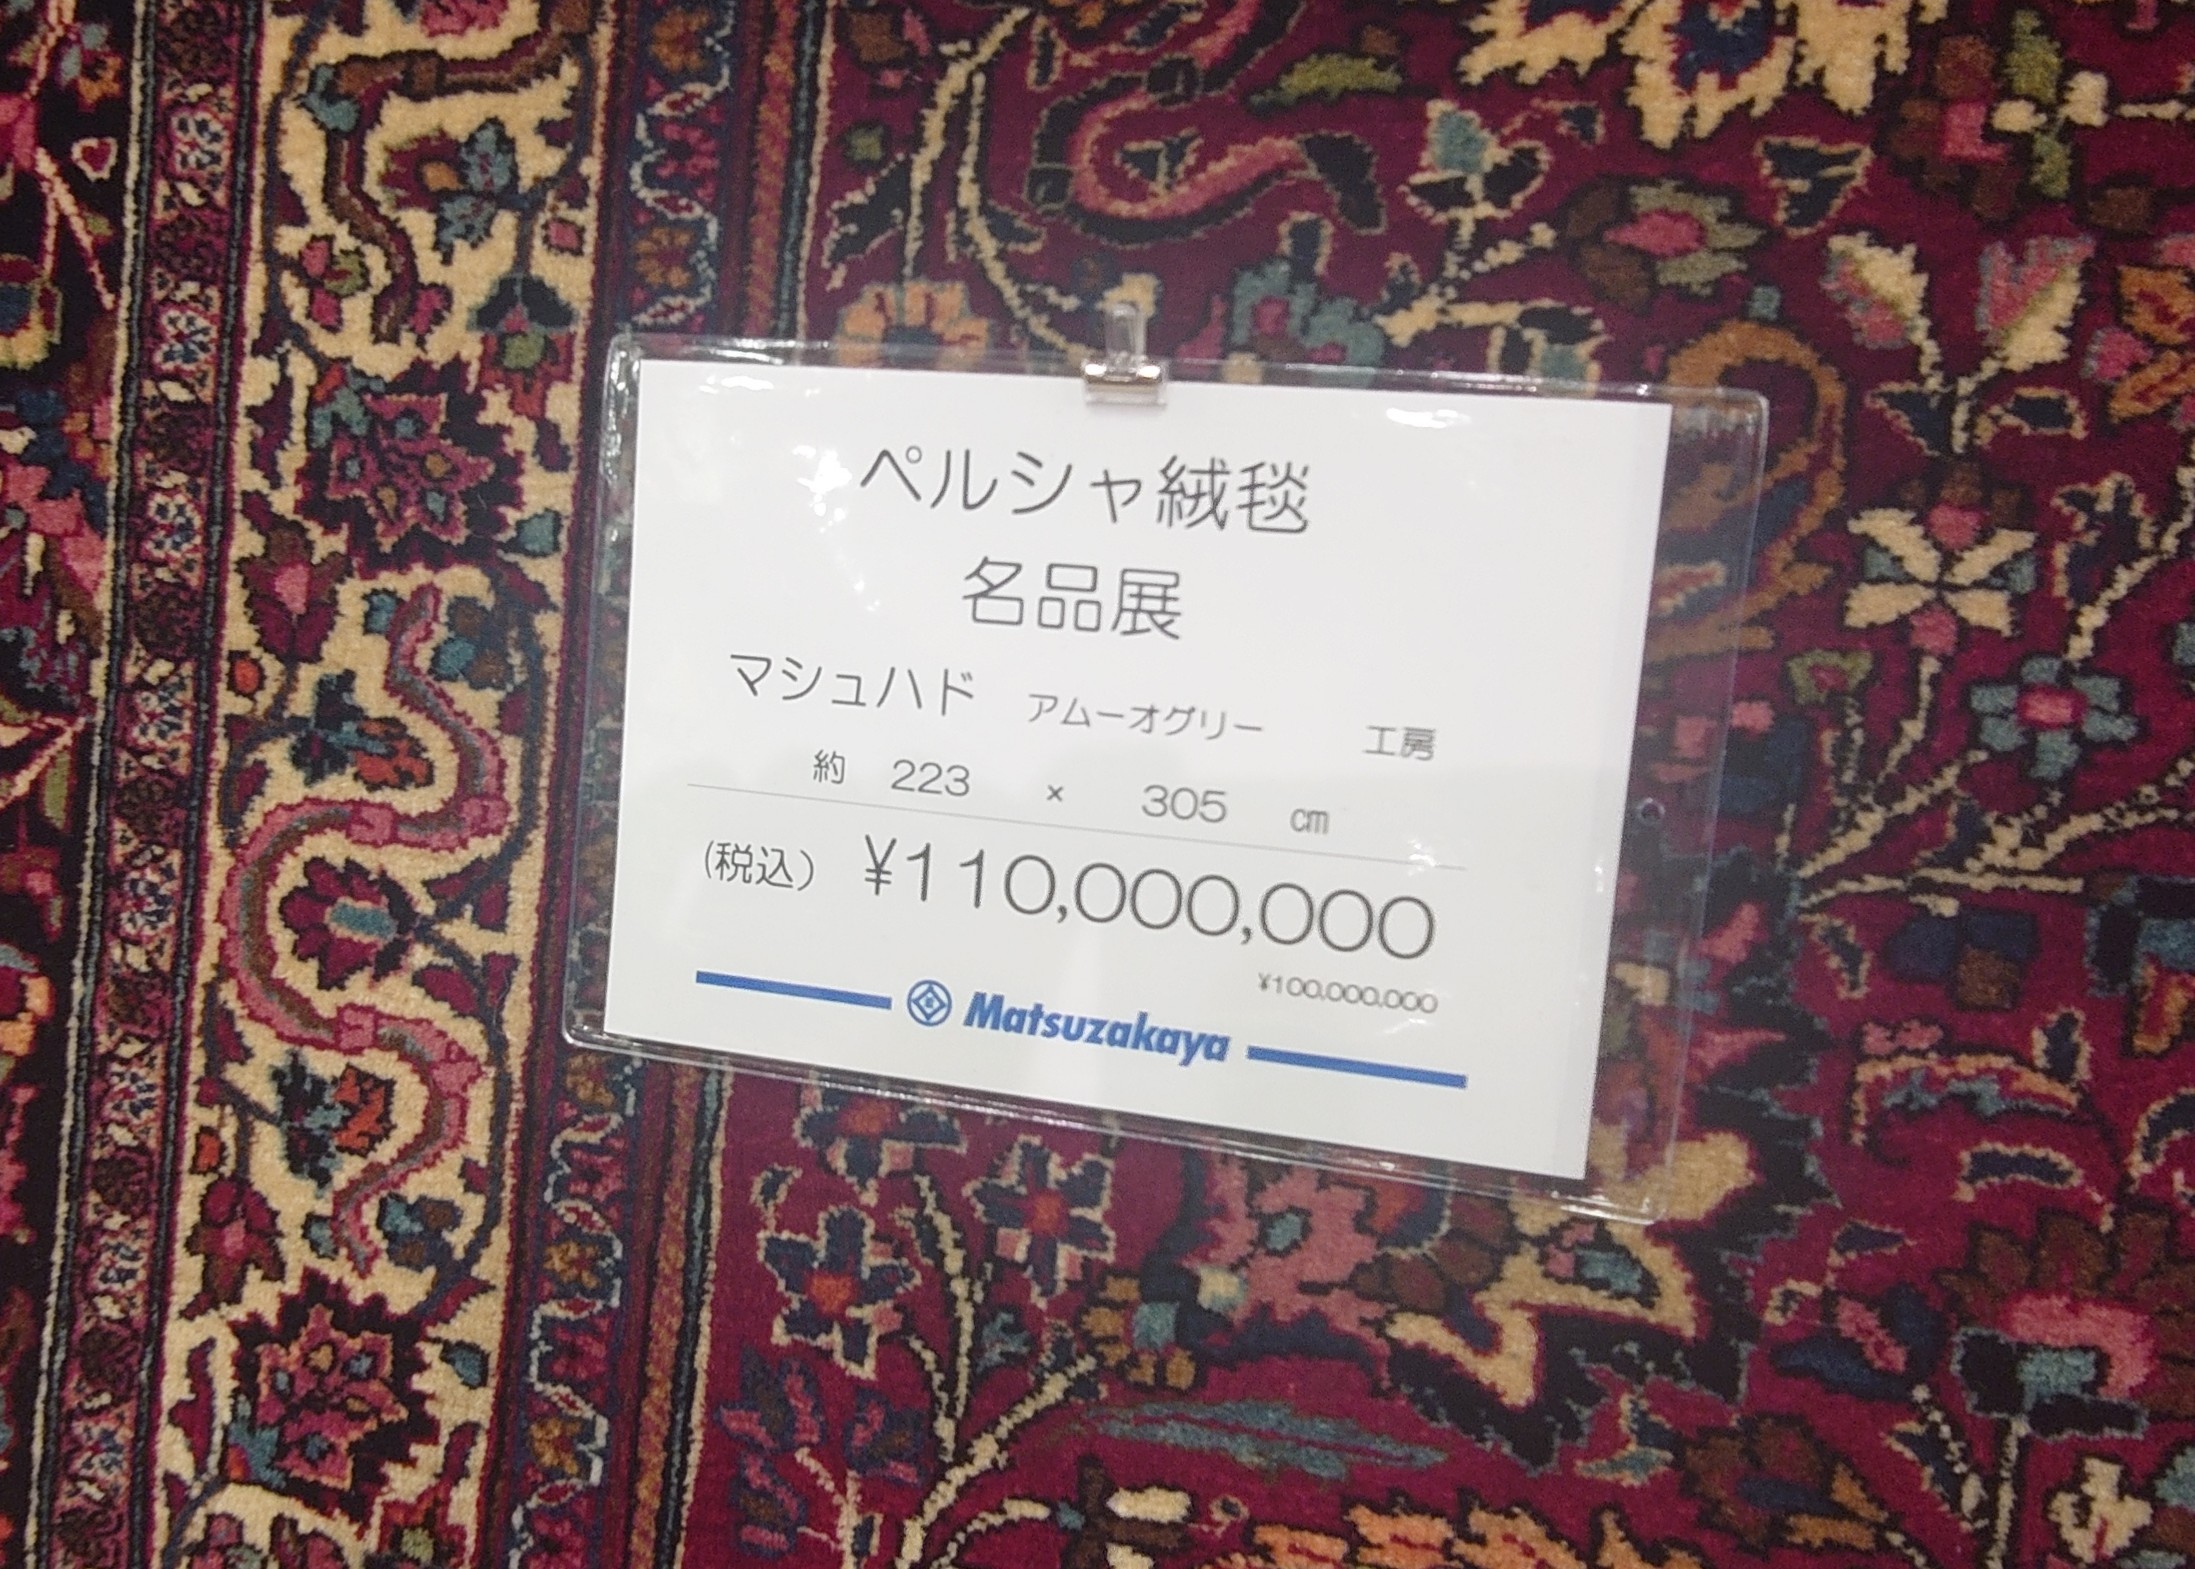 ペルシャ絨毯
名品展
マシュハド アムーオグリー 工房
約 223 × 305 ㎝
(税込) ¥110,000,000
¥100,000,000
Matsuzakaya